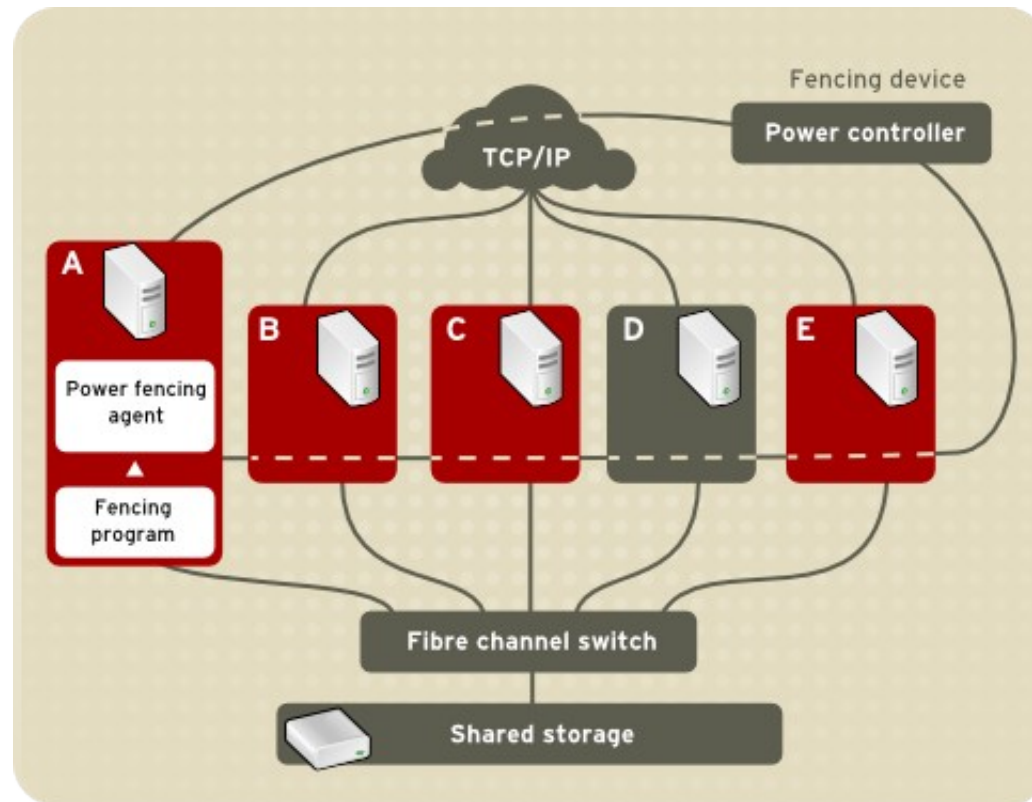 Fencing device
Power controller
TCP/IP
A
Power fencing
agent
Fencing
program
B
C
D
E
Fibre channel switch
Shared storage